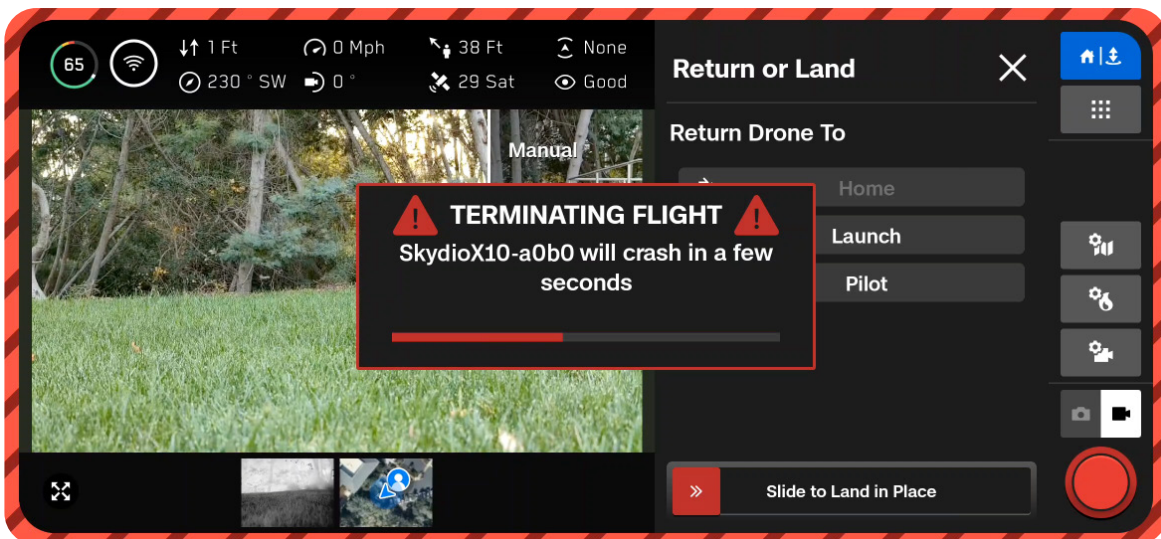 65
1 Ft
0 Mph
38 Ft
None
230 ° SW
0 °
29 Sat
Good
Manual
Return or Land
Return Drone To
Home
Launch
Pilot
TERMINATING FLIGHT
SkydioX10-a0b0 will crash in a few
seconds
Slide to Land in Place